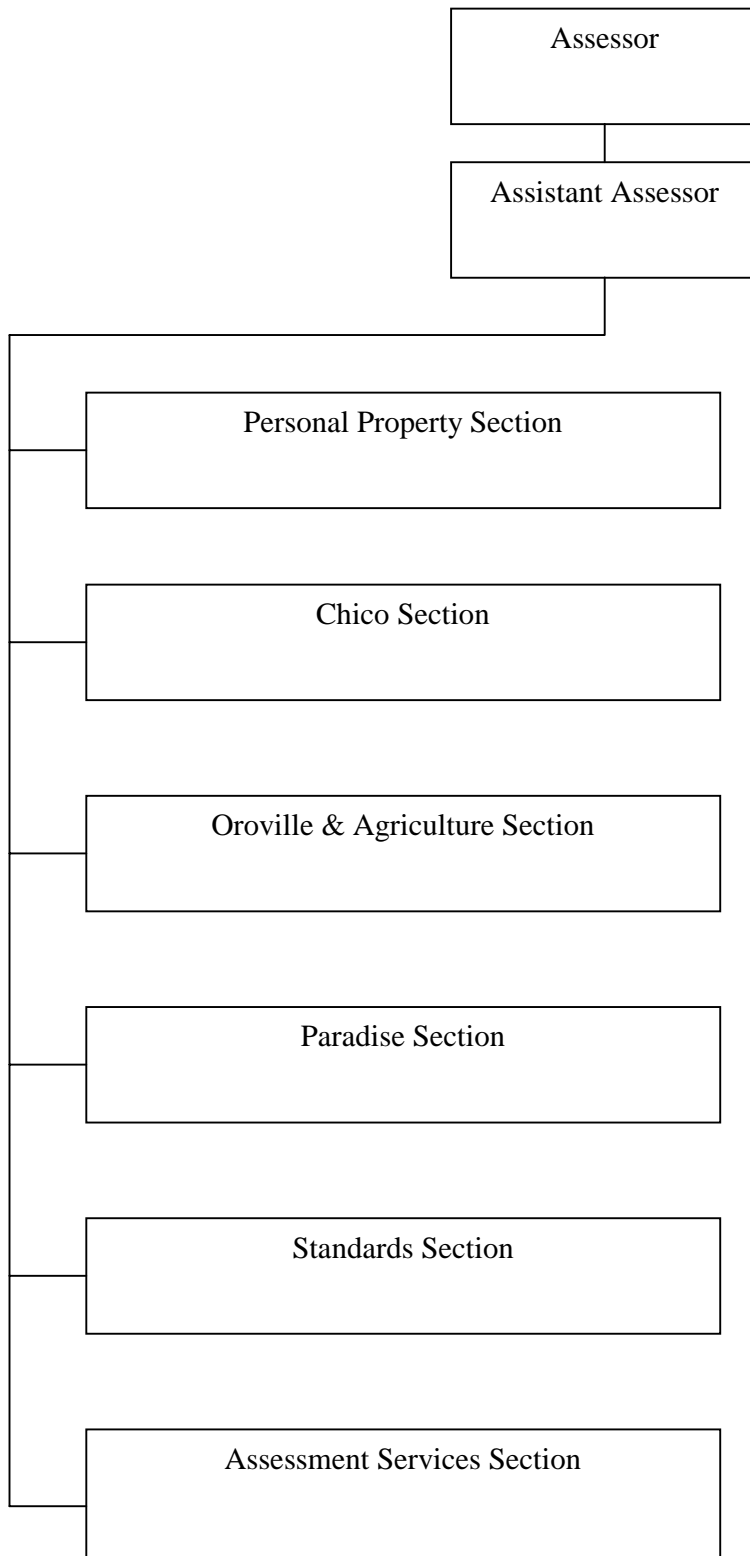 Assessor
Assistant Assessor
Personal Property Section
Chico Section
Oroville & Agriculture Section
Paradise Section
Standards Section
Assessment Services Section